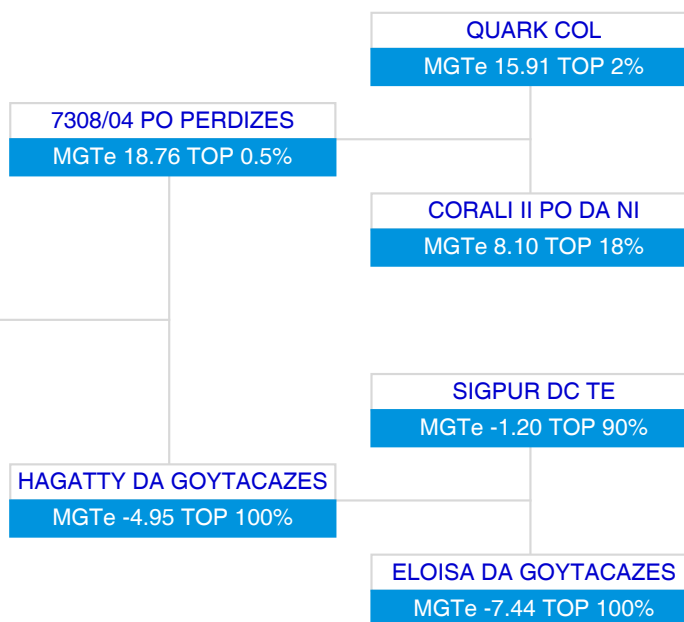 QUARK COL
MGTe 15.91 TOP 2%
7308/04 PO PERDIZES
MGTe 18.76 TOP 0.5%
CORALI II PO DA NI
MGTe 8.10 TOP 18%
SIGPUR DC TE
MGTe -1.20 TOP 90%
HAGATTY DA GOYTACAZES
MGTe -4.95 TOP 100%
ELOISA DA GOYTACAZES
MGTe -7.44 TOP 100%